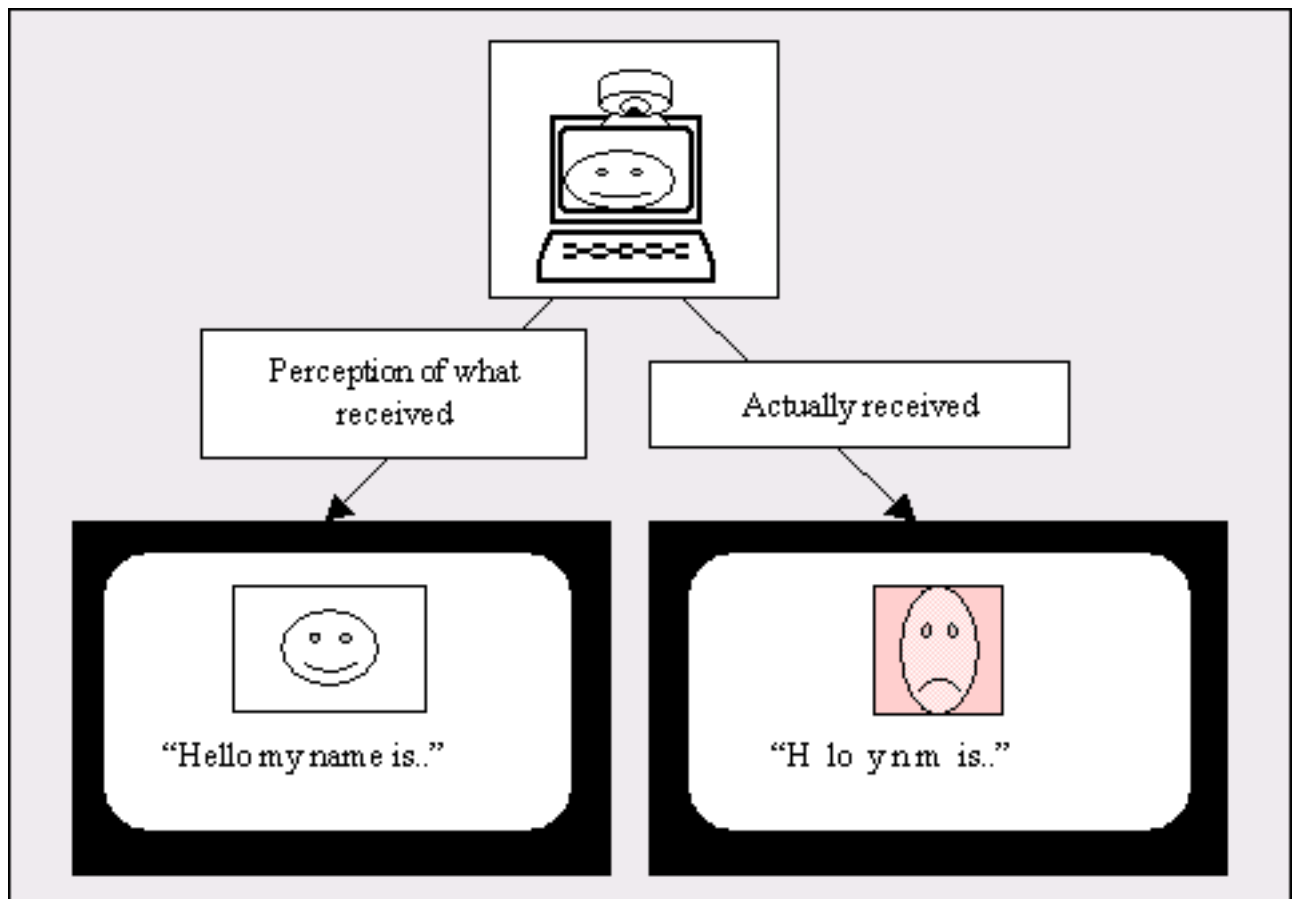 Perception of what
received
Actually received
“Hello my name is..”
“H lo y n m is..”